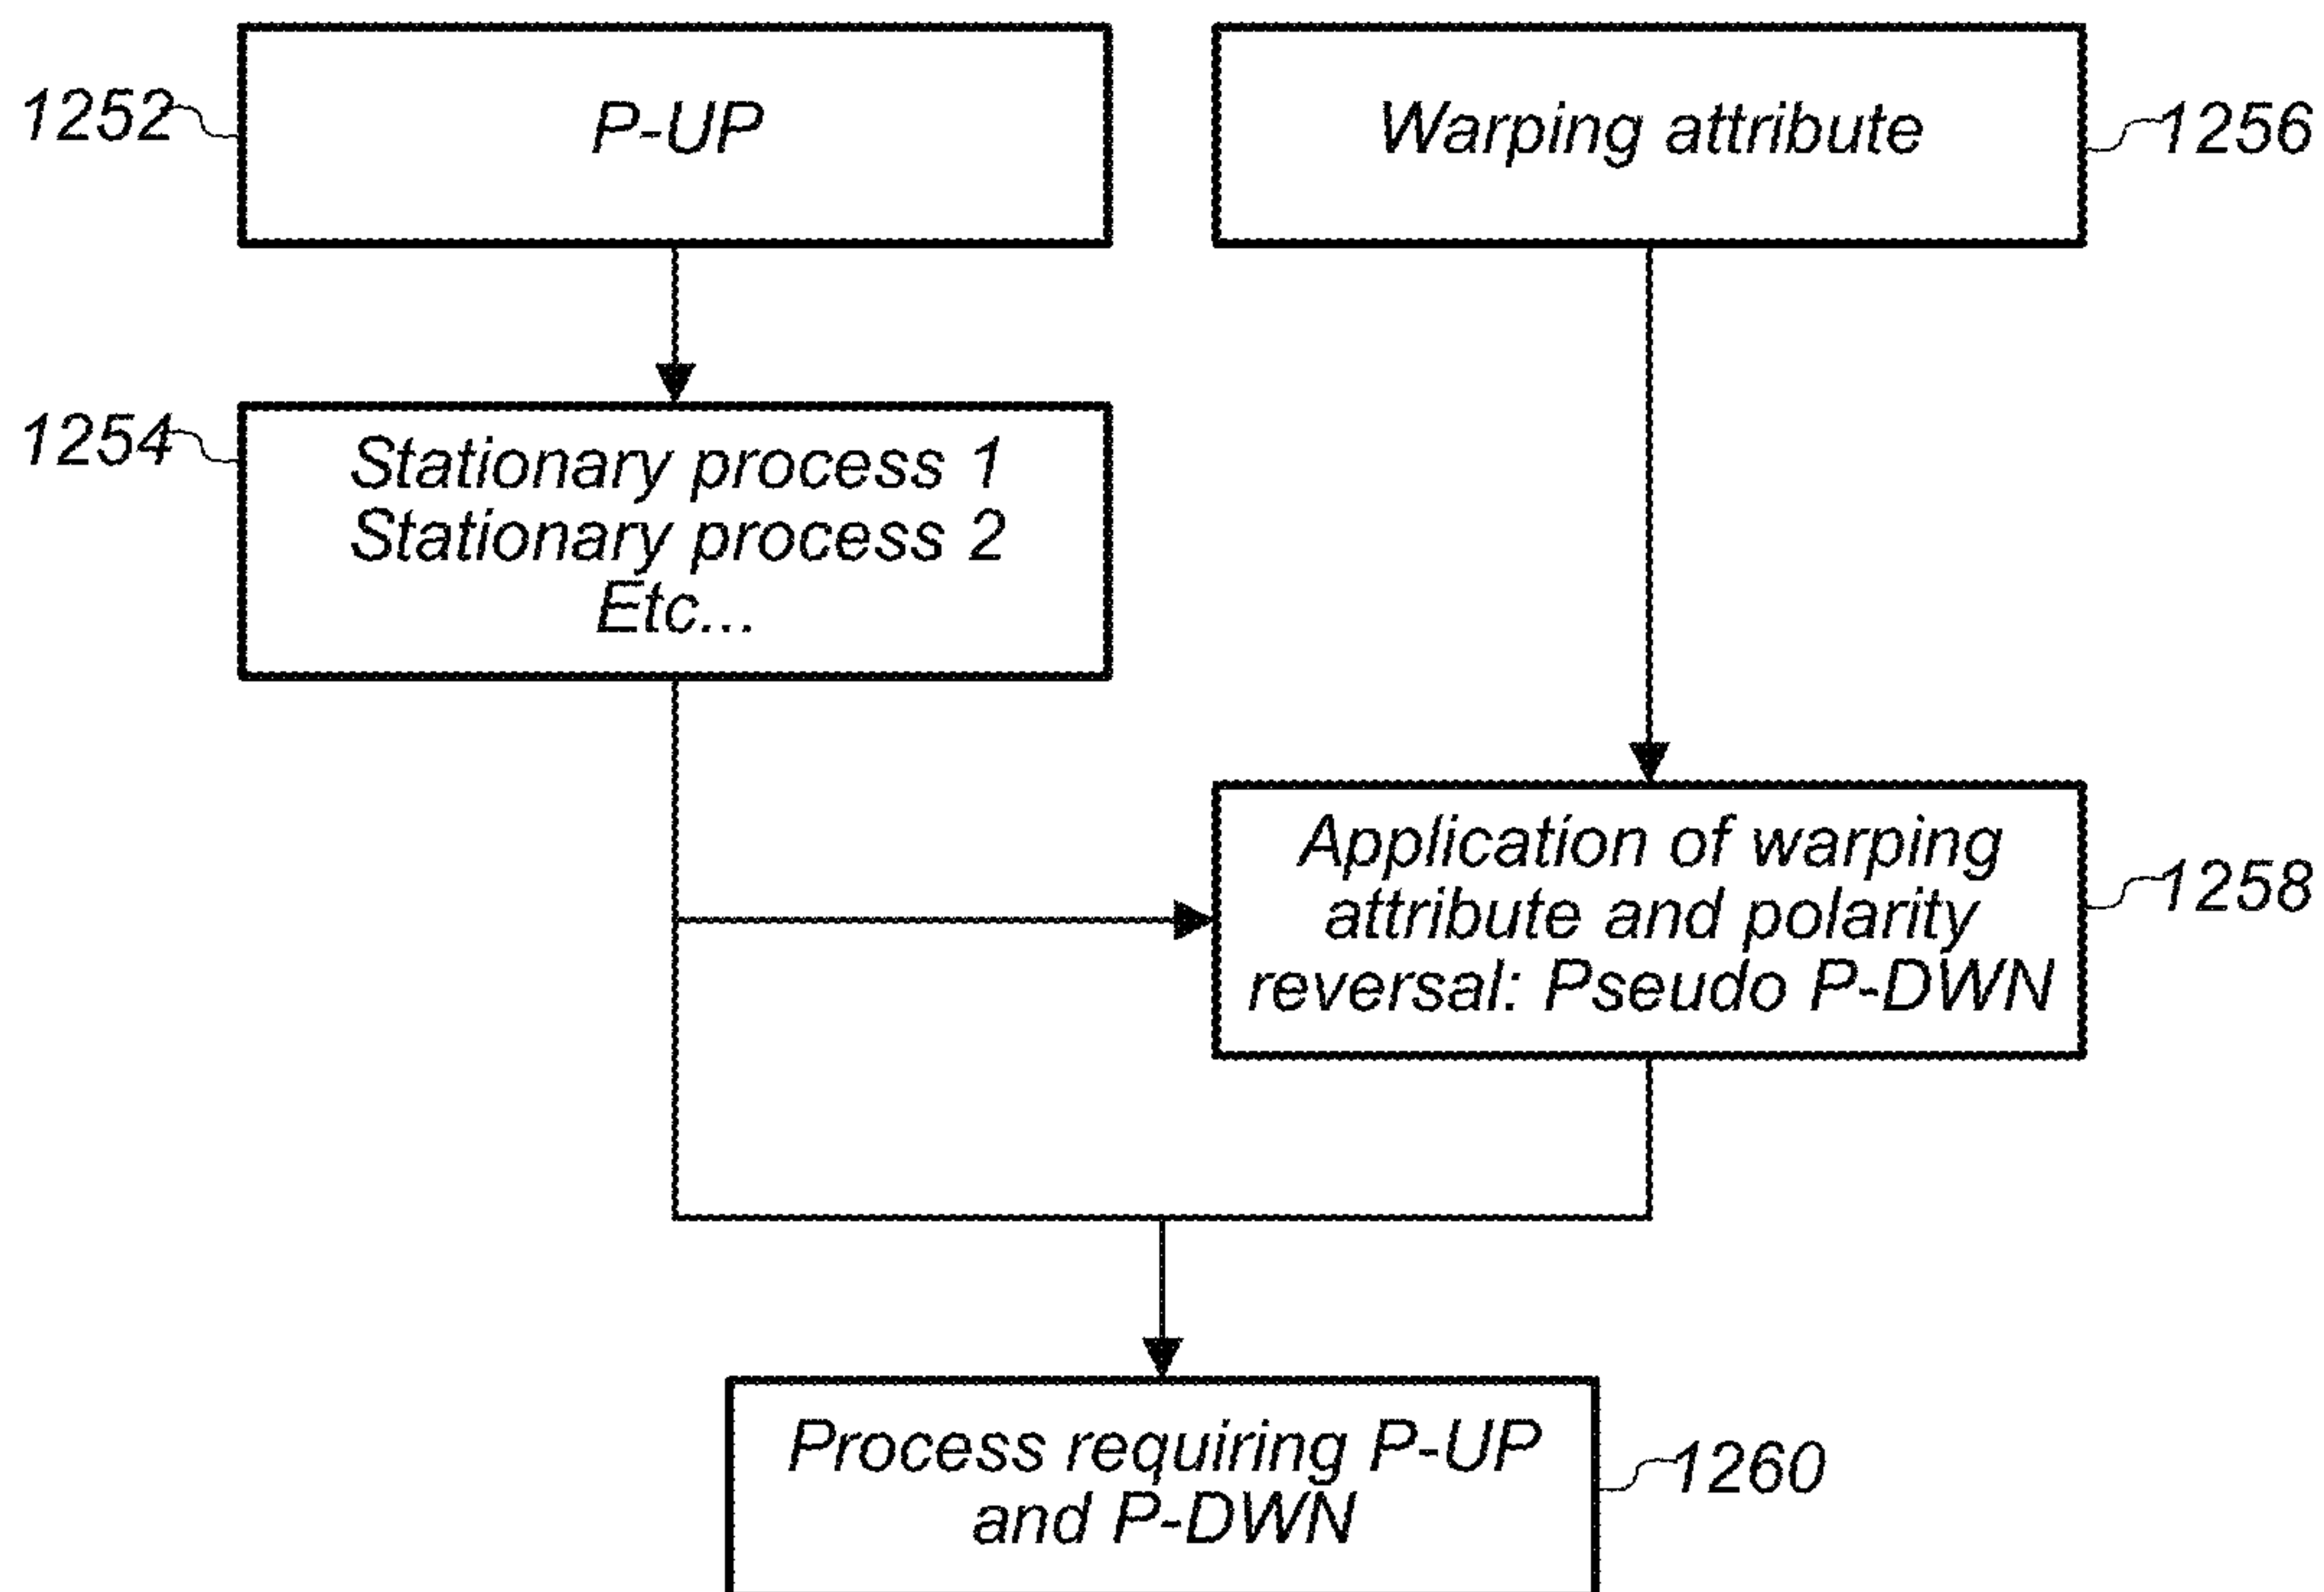 1252
P-UP
Warping attribute
1256
1254
Stationary process 1
Stationary process 2
Etc...
Application of warping
attribute and polarity
reversal: Pseudo P-DWN
1258
Process requiring P-UP
and P-DWN
1260